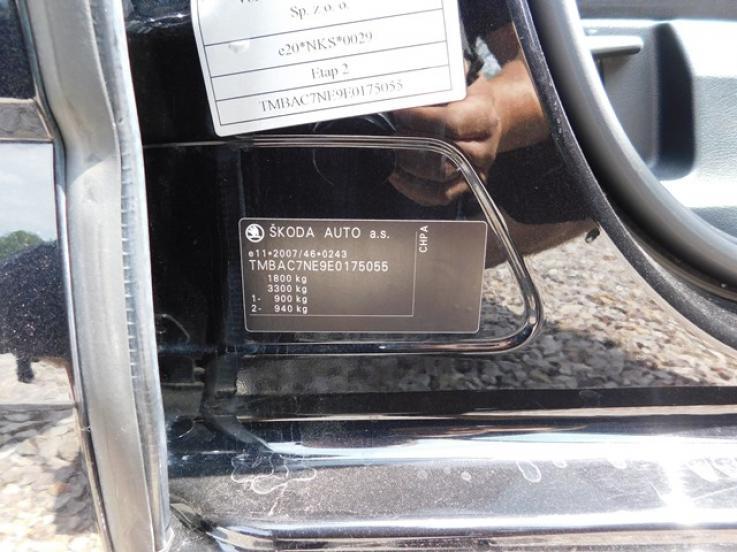 Sp. z o. o.
e20*NKS*0029
Etap 2
TMBAC7NE9E0175055
ŠKODA AUTO a.s.
CHPA
e11*2007/46*0243
TMBAC7NE9E0175055
1800 kg
3300 kg
1- 900 kg
2- 940 kg